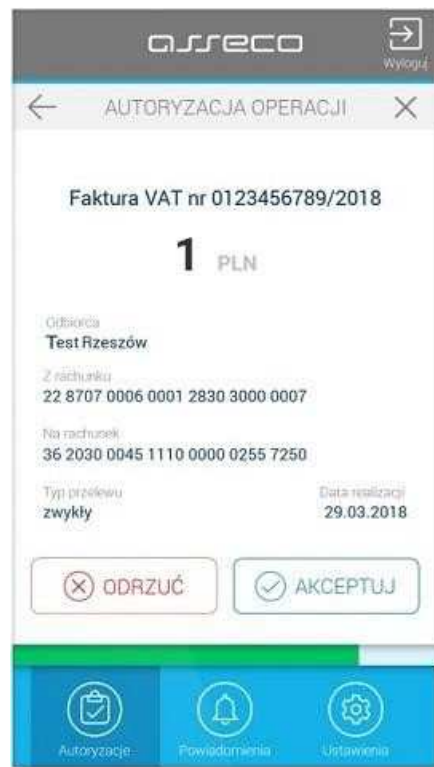 asseco
Wyloguj
AUTORYZACJA OPERACJI
Faktura VAT nr 0123456789/2018
1 PLN
Odbiorca
Test Rzeszów
Z rachunku
22 8707 0006 0001 2830 3000 0007
Na rachunek
36 2030 0045 1110 0000 0255 7250
Typ przelewu Data realizacji
zwykły 29.03.2018
ODRZUĆ AKCEPTUJ
Autoryzacje Powiadomienia Ustawienia